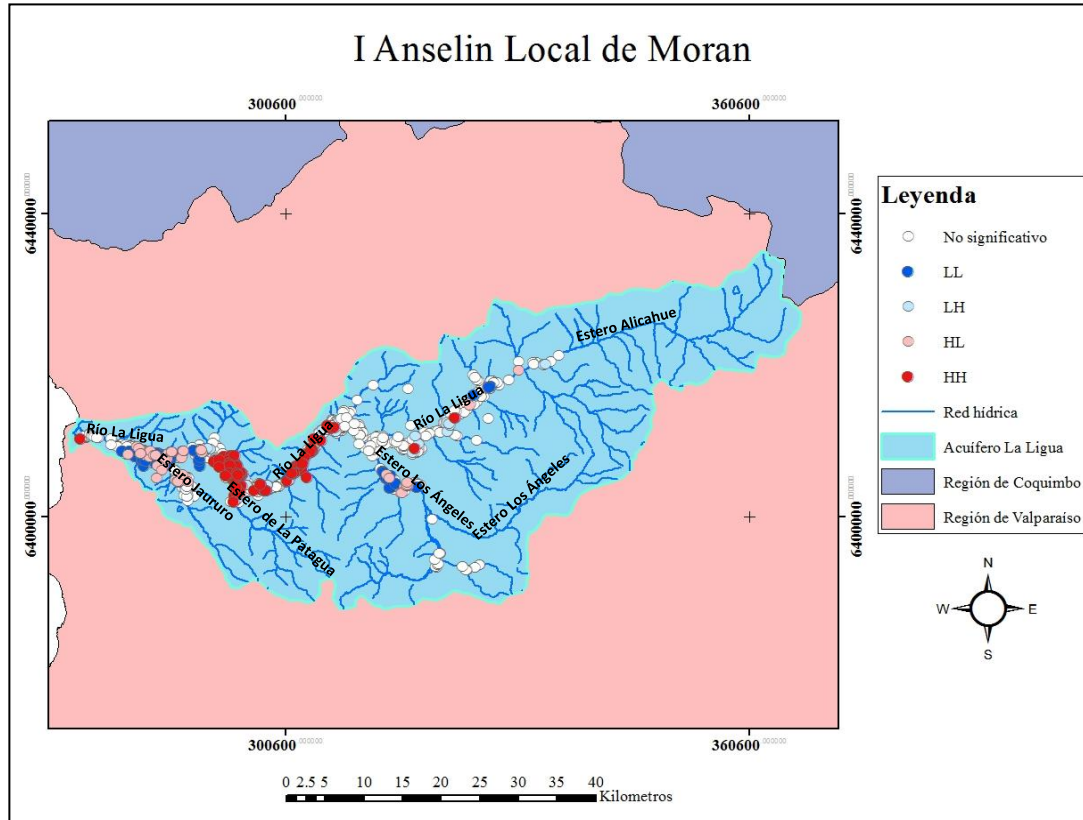 I Anselin Local de Moran
300600
360600
6440000
6440000
6400000
6400000
300600
360600
Estero Alicahue
Río La Ligua
Río La Ligua
Río La Ligua
Estero Los Ángeles
Estero Los Ángeles
Estero Jaururo
Estero de La Patagua
Leyenda
No significativo
LL
LH
HL
HH
Red hídrica
Acuífero La Ligua
Región de Coquimbo
Región de Valparaíso
N
W
E
S
0 2.5 5 10 15 20 25 30 35 40
Kilometros